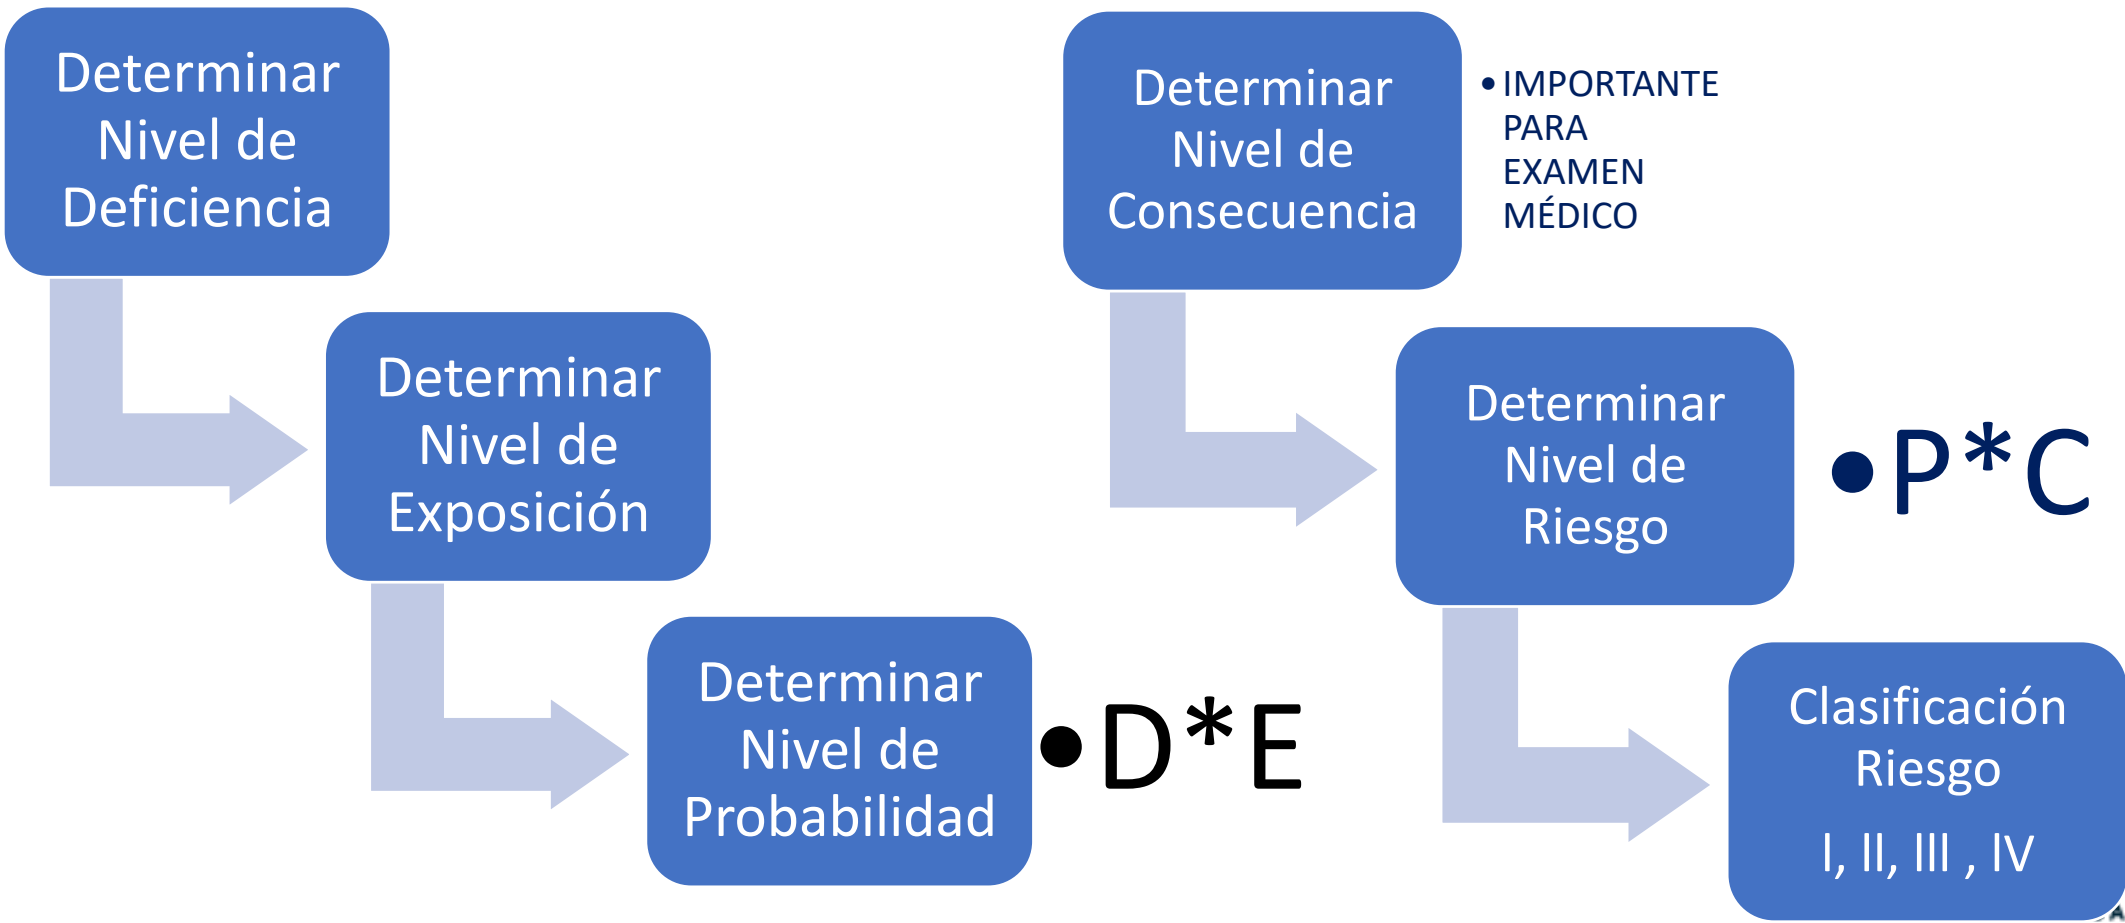 Determinar
Nivel de
Deficiencia
Determinar
Nivel de
Exposición
Determinar
Nivel de
Probabilidad
•D*E
Determinar
Nivel de
Consecuencia
•IMPORTANTE
PARA
EXAMEN
MÉDICO
Determinar
Nivel de
Riesgo
•P*C
Clasificación
Riesgo
I, II, III , IV